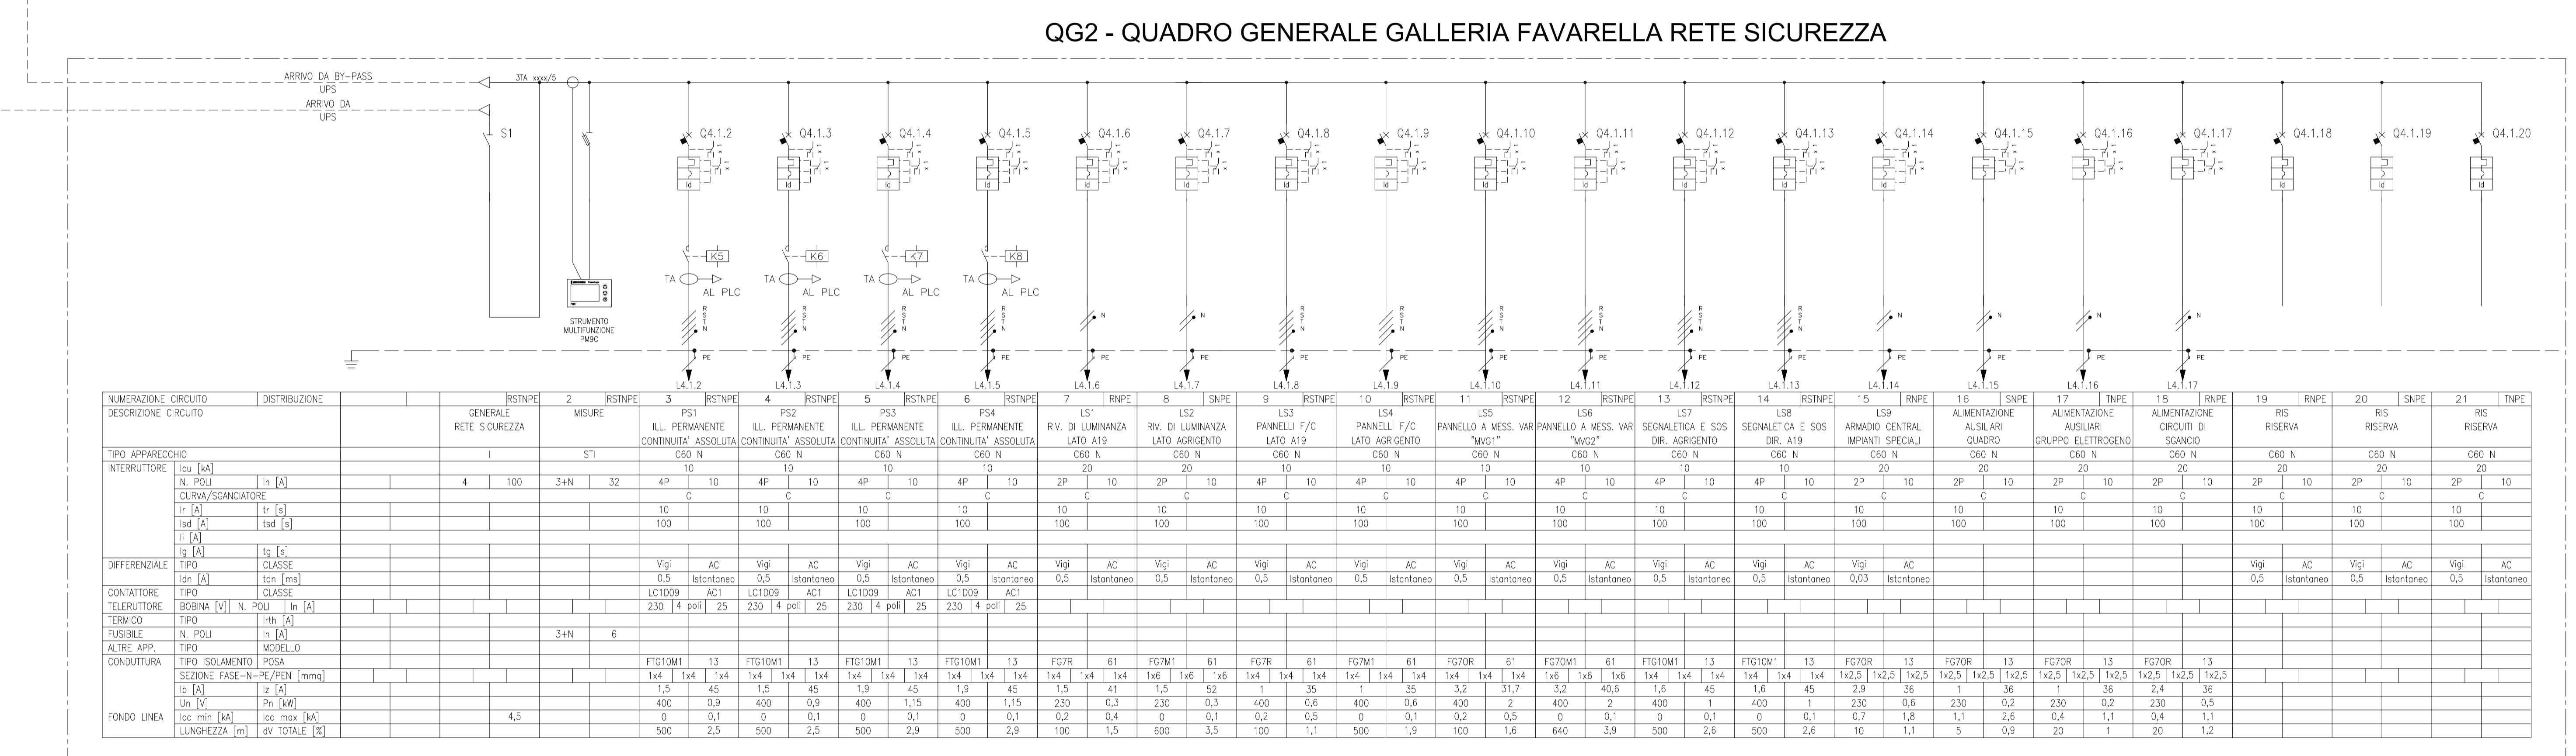 QG2 - QUADRO GENERALE GALLERIA FAVARELLA RETE SICUREZZA
ARRIVO DA BY-PASS
UPS
3TA xxxx/5
ARRIVO DA
UPS
S1
Q4.1.2 Q4.1.3 Q4.1.4 Q4.1.5 Q4.1.6 Q4.1.7 Q4.1.8 Q4.1.9 Q4.1.10 Q4.1.11 Q4.1.12 Q4.1.13 Q4.1.14 Q4.1.15 Q4.1.16 Q4.1.17 Q4.1.18 Q4.1.19 Q4.1.20
Id Id Id Id Id Id Id Id Id Id Id Id Id Id Id Id
K5 K6 K7 K8
TA TA TA TA
AL PLC AL PLC AL PLC AL PLC
STRUMENTO
MULTIFUNZIONE
PM9C
R R R R R R R R R R
S S S S S S S S S S
T T T T T T T T T T
N N N N N N N N N N N N N N N N
PE PE PE PE PE PE PE PE PE PE PE PE PE PE PE PE
L4.1.2 L4.1.3 L4.1.4 L4.1.5 L4.1.6 L4.1.7 L4.1.8 L4.1.9 L4.1.10 L4.1.11 L4.1.12 L4.1.13 L4.1.14 L4.1.15 L4.1.16 L4.1.17
NUMERAZIONE CIRCUITO DISTRIBUZIONE RSTNPE 2 RSTNPE 3 RSTNPE 4 RSTNPE 5 RSTNPE 6 RSTNPE 7 RNPE 8 SNPE 9 RSTNPE 10 RSTNPE 11 RSTNPE 12 RSTNPE 13 RSTNPE 14 RSTNPE 15 RNPE 16 SNPE 17 TNPE 18 RNPE 19 RNPE 20 SNPE 21 TNPE
DESCRIZIONE CIRCUITO GENERALE MISURE PS1 PS2 PS3 PS4 LS1 LS2 LS3 LS4 LS5 LS6 LS7 LS8 LS9 ALIMENTAZIONE ALIMENTAZIONE ALIMENTAZIONE RIS RIS RIS
RETE SICUREZZA ILL. PERMANENTE ILL. PERMANENTE ILL. PERMANENTE ILL. PERMANENTE RIV. DI LUMINANZA RIV. DI LUMINANZA PANNELLI F/C PANNELLI F/C PANNELLO A MESS. VAR PANNELLO A MESS. VAR SEGNALETICA E SOS SEGNALETICA E SOS ARMADIO CENTRALI AUSILIARI AUSILIARI CIRCUITI DI RISERVA RISERVA RISERVA
CONTINUITA' ASSOLUTA CONTINUITA' ASSOLUTA CONTINUITA' ASSOLUTA CONTINUITA' ASSOLUTA LATO A19 LATO AGRIGENTO LATO A19 LATO AGRIGENTO "MVG1" "MVG2" DIR. AGRIGENTO DIR. A19 IMPIANTI SPECIALI QUADRO GRUPPO ELETTROGENO SGANCIO
TIPO APPARECCHIO I STI C60 N C60 N C60 N C60 N C60 N C60 N C60 N C60 N C60 N C60 N C60 N C60 N C60 N C60 N C60 N C60 N C60 N C60 N C60 N
INTERRUTTORE Icu [kA] 10 10 10 10 20 20 10 10 10 10 10 10 20 20 20 20 20 20 20
N. POLI In [A] 4 100 3+N 32 4P 10 4P 10 4P 10 4P 10 2P 10 2P 10 4P 10 4P 10 4P 10 4P 10 4P 10 4P 10 2P 10 2P 10 2P 10 2P 10 2P 10 2P 10 2P 10
CURVA/SGANCIATORE C C C C C C C C C C C C C C C C C C C
Ir [A] tr [s] 10 10 10 10 10 10 10 10 10 10 10 10 10 10 10 10 10 10 10
Isd [A] tsd [s] 100 100 100 100 100 100 100 100 100 100 100 100 100 100 100 100 100 100 100
Ii [A]
Ig [A] tg [s]
DIFFERENZIALE TIPO CLASSE Vigi AC Vigi AC Vigi AC Vigi AC Vigi AC Vigi AC Vigi AC Vigi AC Vigi AC Vigi AC Vigi AC Vigi AC Vigi AC Vigi AC Vigi AC Vigi AC
Idn [A] tdn [ms] 0,5 Istantaneo 0,5 Istantaneo 0,5 Istantaneo 0,5 Istantaneo 0,5 Istantaneo 0,5 Istantaneo 0,5 Istantaneo 0,5 Istantaneo 0,5 Istantaneo 0,5 Istantaneo 0,5 Istantaneo 0,5 Istantaneo 0,03 Istantaneo 0,5 Istantaneo 0,5 Istantaneo 0,5 Istantaneo
CONTATTORE TIPO CLASSE LC1D09 AC1 LC1D09 AC1 LC1D09 AC1 LC1D09 AC1
TELERUTTORE BOBINA [V] N. POLI In [A] 230 4 poli 25 230 4 poli 25 230 4 poli 25 230 4 poli 25
TERMICO TIPO Irth [A]
FUSIBILE N. POLI In [A] 3+N 6
ALTRE APP. TIPO MODELLO
CONDUTTURA TIPO ISOLAMENTO POSA FTG10M1 13 FTG10M1 13 FTG10M1 13 FTG10M1 13 FG7R 61 FG7M1 61 FG7R 61 FG7M1 61 FG7OR 61 FG7OM1 61 FTG10M1 13 FTG10M1 13 FG7OR 13 FG7OR 13 FG7OR 13 FG7OR 13
SEZIONE FASE-N-PE/PEN [mmq] 1x4 1x4 1x4 1x4 1x4 1x4 1x4 1x4 1x4 1x4 1x4 1x4 1x4 1x4 1x4 1x6 1x6 1x6 1x4 1x4 1x4 1x4 1x4 1x4 1x4 1x4 1x4 1x6 1x6 1x6 1x4 1x4 1x4 1x4 1x4 1x4 1x2,5 1x2,5 1x2,5 1x2,5 1x2,5 1x2,5 1x2,5 1x2,5 1x2,5 1x2,5 1x2,5 1x2,5
Ib [A] Iz [A] 1,5 45 1,5 45 1,9 45 1,9 45 1,5 41 1,5 52 1 35 1 35 3,2 31,7 3,2 40,6 1,6 45 1,6 45 2,9 36 1 36 1 36 2,4 36
Un [V] Pn [kW] 400 0,9 400 0,9 400 1,15 400 1,15 230 0,3 230 0,3 400 0,6 400 0,6 400 2 400 2 400 1 400 1 230 0,6 230 0,2 230 0,2 230 0,5
FONDO LINEA Icc min [kA] Icc max [kA] 4,5 0 0,1 0 0,1 0 0,1 0 0,1 0,2 0,4 0 0,1 0,2 0,5 0 0,1 0,2 0,5 0 0,1 0 0,1 0 0,1 0,7 1,8 1,1 2,6 0,4 1,1 0,4 1,1
LUNGHEZZA [m] dV TOTALE [%] 500 2,5 500 2,5 500 2,9 500 2,9 100 1,5 600 3,5 100 1,1 500 1,9 100 1,6 640 3,9 500 2,6 500 2,6 10 1,1 5 0,9 20 1 20 1,2